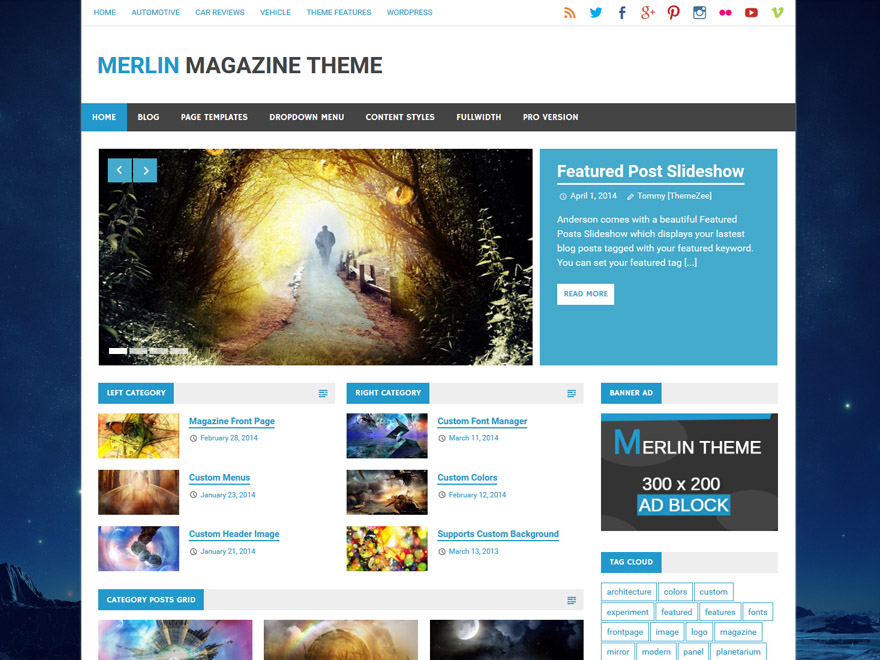 HOME AUTOMOTIVE CAR REVIEWS VEHICLE THEME FEATURES WORDPRESS
MERLIN MAGAZINE THEME
HOME BLOG PAGE TEMPLATES DROPDOWN MENU CONTENT STYLES FULLWIDTH PRO VERSION
Featured Post Slideshow
April 1, 2014 Tommy [ThemeZee]
Anderson comes with a beautiful Featured
Posts Slideshow which displays your lastest
blog posts tagged with your featured keyword.
You can set your featured tag [...]
READ MORE
LEFT CATEGORY
Magazine Front Page
February 28, 2014
Custom Menus
January 23, 2014
Custom Header Image
January 21, 2014
RIGHT CATEGORY
Custom Font Manager
March 11, 2014
Custom Colors
February 12, 2014
Supports Custom Background
March 13, 2013
CATEGORY POSTS GRID
BANNER AD
MERLIN THEME
300 x 200
AD BLOCK
TAG CLOUD
architecture colors custom
experiment featured features fonts
frontpage image logo magazine
mirror modern panel planetarium